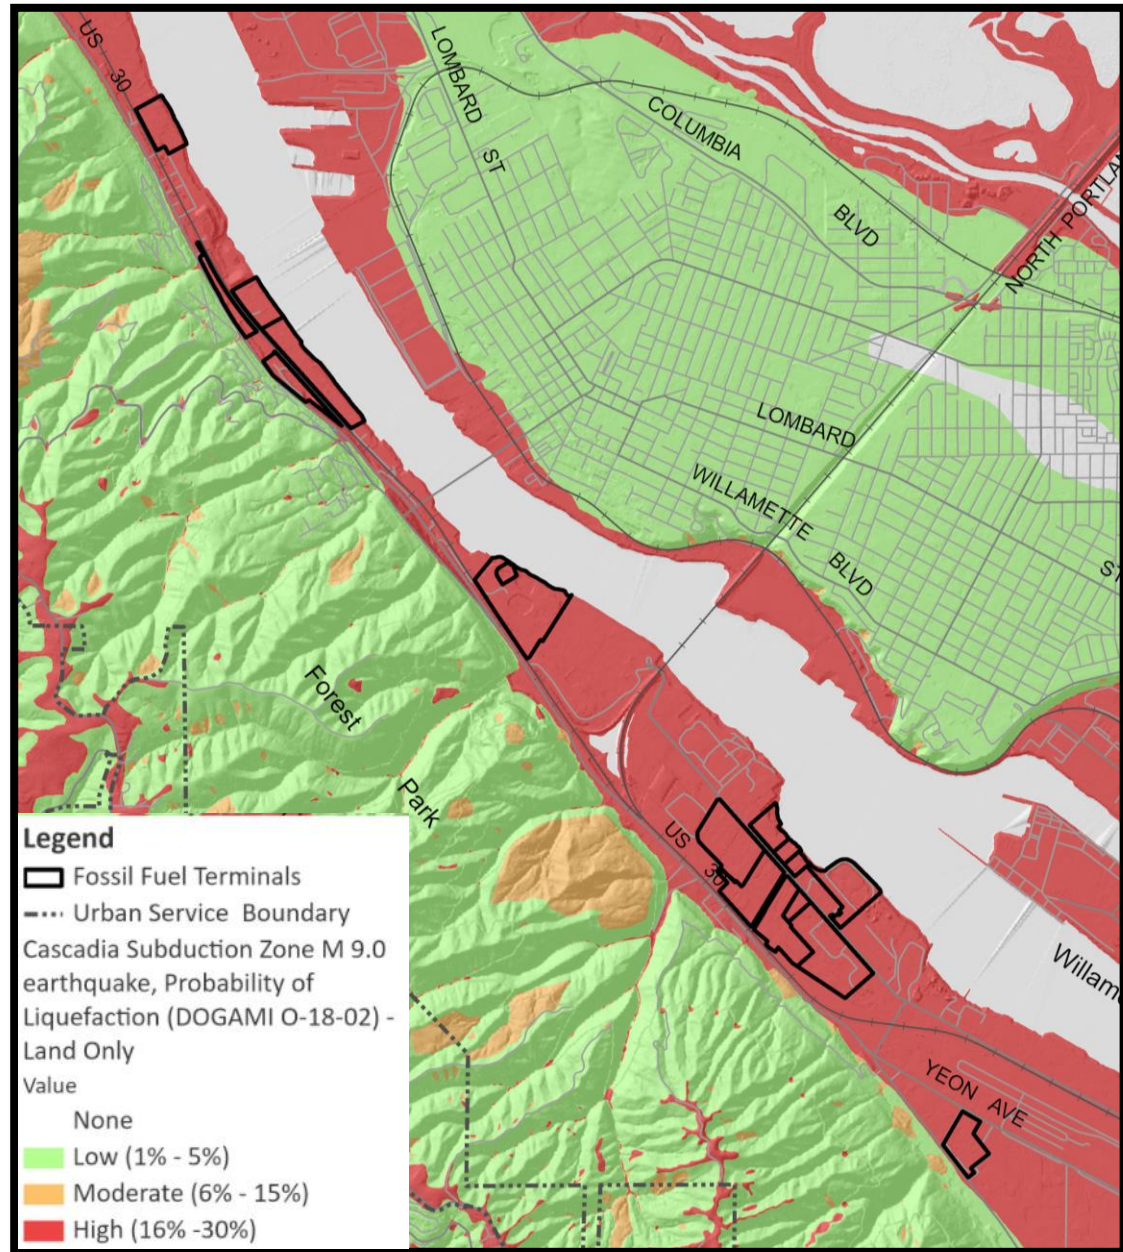 US 30
LOMBARD ST
COLUMBIA BLVD
NORTH PORTLAN
LOMBARD
ST
WILLAMETTE BLVD
Forest Park
US 30
Willam
YEON AVE
Legend
Fossil Fuel Terminals
Urban Service Boundary
Cascadia Subduction Zone M 9.0
earthquake, Probability of
Liquefaction (DOGAMI O-18-02) -
Land Only
Value
None
Low (1% - 5%)
Moderate (6% - 15%)
High (16% -30%)